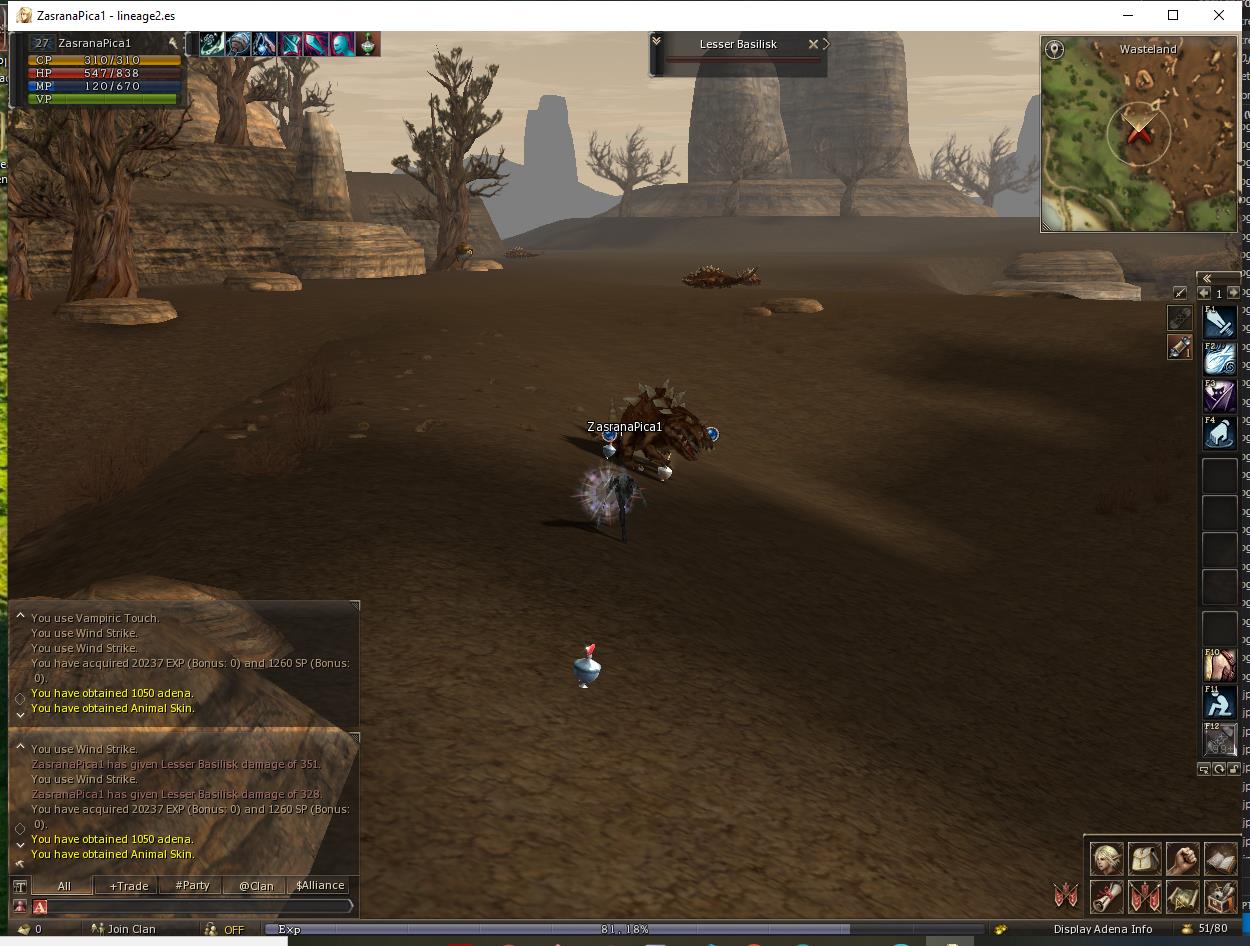 ZasranaPica1 - lineage2.es
27 ZasranaPica1
CP 310/310
HP 547/838
MP 120/670
VP
Lesser Basilisk
Wasteland
1
F1
F2
F3
F4
1
ZasranaPica1
F10
F11
F12
99+
You use Vampiric Touch.
You use Wind Strike.
You use Wind Strike.
You have acquired 20237 EXP (Bonus: 0) and 1260 SP (Bonus:
0).
You have obtained 1050 adena.
You have obtained Animal Skin.
You use Wind Strike.
ZasranaPica1 has given Lesser Basilisk damage of 351.
You use Wind Strike.
ZasranaPica1 has given Lesser Basilisk damage of 328.
You have acquired 20237 EXP (Bonus: 0) and 1260 SP (Bonus:
0).
You have obtained 1050 adena.
You have obtained Animal Skin.
T All +Trade #Party @Clan $Alliance
A
0 Join Clan OFF Exp 81.18% Display Adena Info 51/80